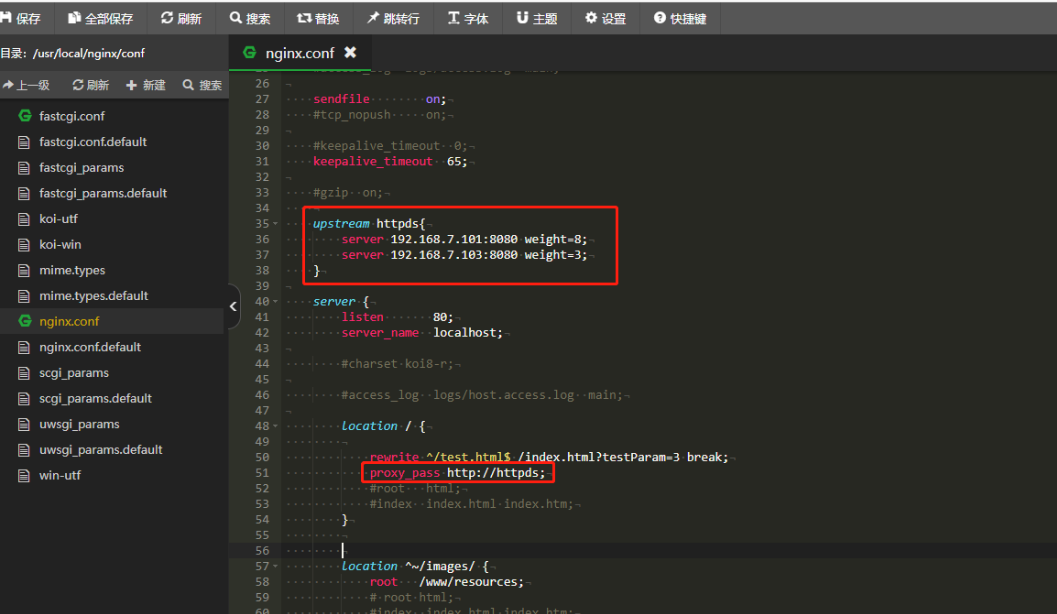 保存 全部保存 刷新 搜索 替换 跳转行 字体 主题 设置 快捷键
目录: /usr/local/nginx/conf
nginx.conf ✖
上一级 刷新 新建 搜索
fastcgi.conf
fastcgi.conf.default
fastcgi_params
fastcgi_params.default
koi-utf
koi-win
mime.types
mime.types.default
nginx.conf
nginx.conf.default
scgi_params
scgi_params.default
uwsgi_params
uwsgi_params.default
win-utf
26
27 sendfile on;
28 #tcp_nopush on;
29
30 #keepalive_timeout 0;
31 keepalive_timeout 65;
32
33 #gzip on;
34
35 upstream httpds{
36 server 192.168.7.101:8080 weight=8;
37 server 192.168.7.103:8080 weight=3;
38 }
39
40 server {
41 listen 80;
42 server_name localhost;
43
44 #charset koi8-r;
45
46 #access_log logs/host.access.log main;
47
48 location / {
49
50 rewrite ^/test.html$ /index.html?testParam=3 break;
51 proxy_pass http://httpds;
52 #root html;
53 #index index.html index.htm;
54 }
55
56
57 location ^~/images/ {
58 root /www/resources;
59 # root html;
60 #index index.html index.htm;